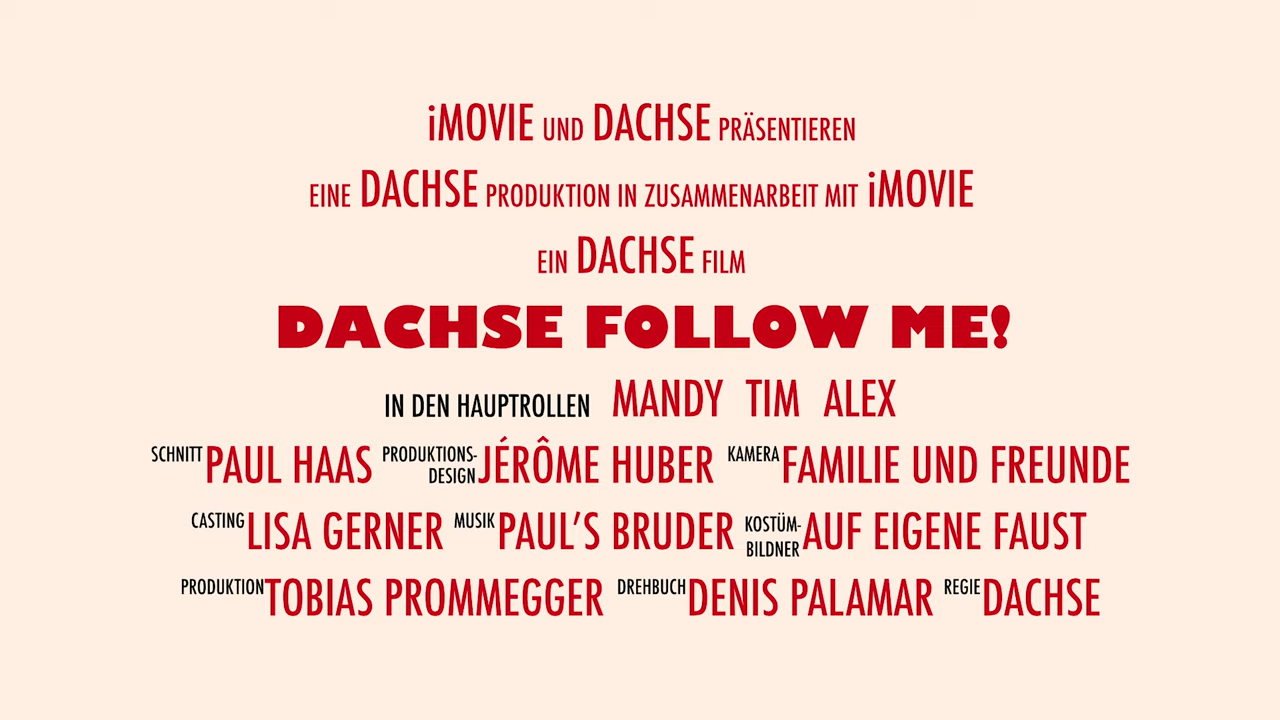 iMOVIE UND DACHSE PRÄSENTIEREN
EINE DACHSE PRODUKTION IN ZUSAMMENARBEIT MIT iMOVIE
EIN DACHSE FILM
DACHSE FOLLOW ME!
IN DEN HAUPTROLLEN MANDY TIM ALEX
SCHNITT PAUL HAAS PRODUKTIONS-DESIGN JÉRÔME HUBER KAMERA FAMILIE UND FREUNDE
CASTING LISA GERNER MUSIK PAUL’S BRUDER KOSTÜM-BILDNER AUF EIGENE FAUST
PRODUKTION TOBIAS PROMMEGGER DREHBUCH DENIS PALAMAR REGIE DACHSE